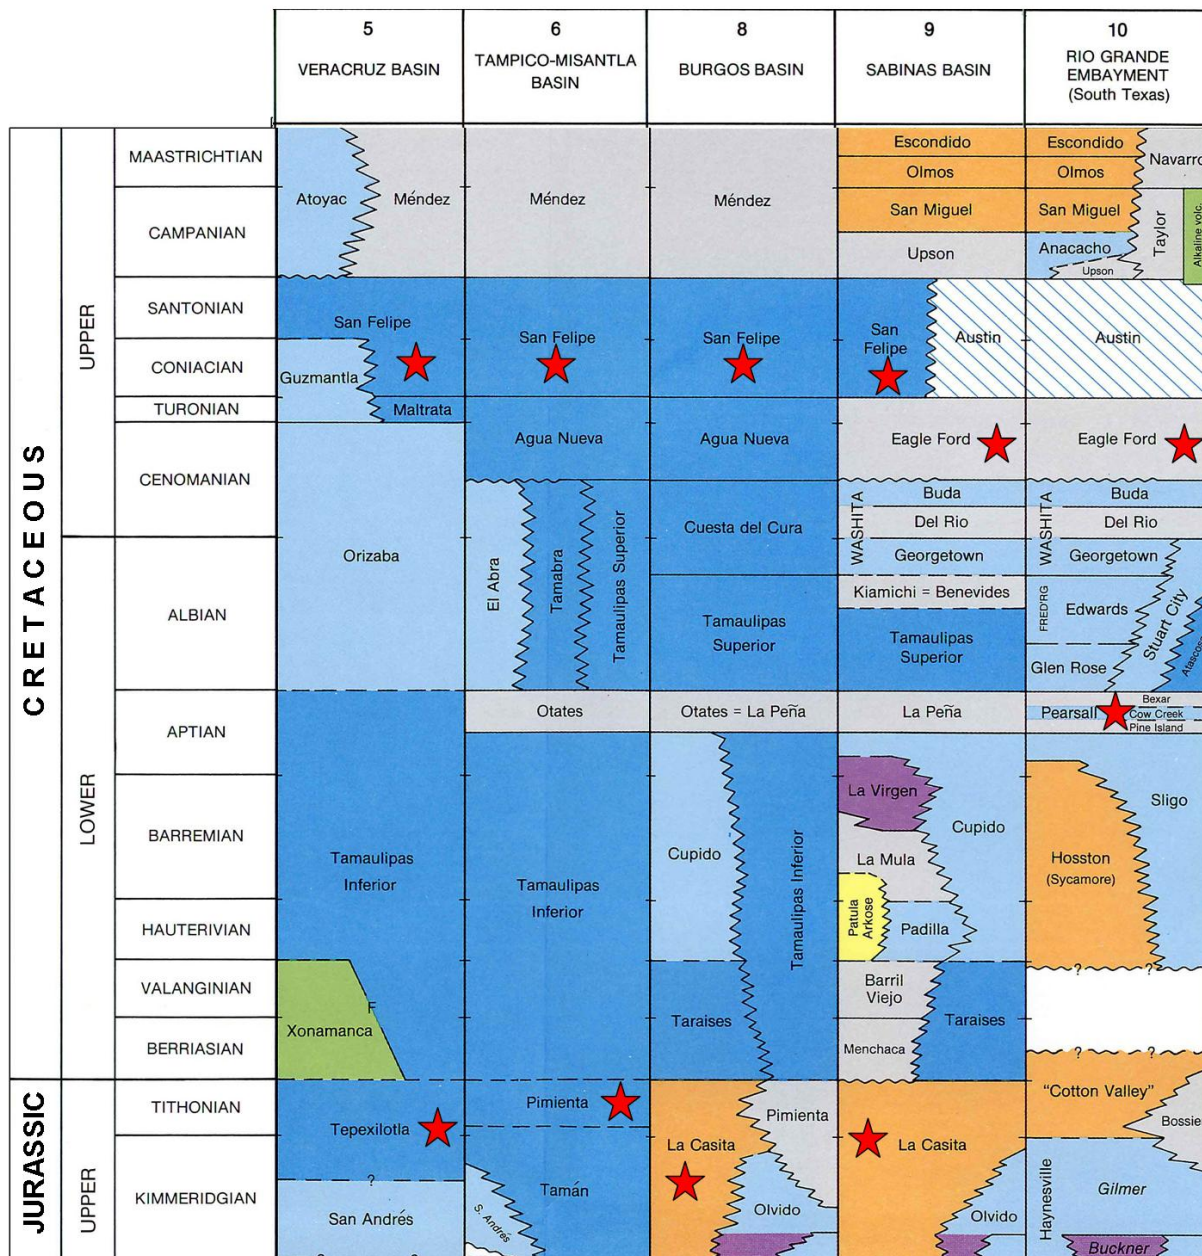 5
VERACRUZ BASIN
6
TAMPICO-MISANTLA
BASIN
8
BURGOS BASIN
9
SABINAS BASIN
10
RIO GRANDE
EMBAYMENT
(South Texas)
CRETACEOUS
UPPER
LOWER
JURASSIC
UPPER
MAASTRICHTIAN
CAMPANIAN
SANTONIAN
CONIACIAN
TURONIAN
CENOMANIAN
ALBIAN
APTIAN
BARREMIAN
HAUTERIVIAN
VALANGINIAN
BERRIASIAN
TITHONIAN
KIMMERIDGIAN
Atoyac
Méndez
San Felipe
Guzmantla
Maltrata
Orizaba
Tamaulipas
Inferior
F
Xonamanca
Tepexilotla
?
San Andrés
Méndez
San Felipe
Agua Nueva
El Abra
Tamabra
Tamaulipas Superior
Otates
Tamaulipas
Inferior
Pimienta
Tamán
S. Andrés
Méndez
San Felipe
Agua Nueva
Cuesta del Cura
Tamaulipas
Superior
Otates = La Peña
Cupido
Tamaulipas Inferior
Taraises
La Casita
Pimienta
Olvido
Escondido
Olmos
San Miguel
Upson
San
Felipe
Austin
Eagle Ford
WASHITA
Buda
Del Rio
Georgetown
Kiamichi = Benevides
Tamaulipas
Superior
La Peña
La Virgen
Cupido
La Mula
Patula
Arkose
Padilla
Barril
Viejo
Taraises
Menchaca
La Casita
Olvido
Escondido
Navarro
Olmos
San Miguel
Taylor
Alkaline volc.
Anacacho
Upson
Austin
Eagle Ford
WASHITA
Buda
Del Rio
Georgetown
FRED'RG
Edwards
Stuart City
Atascos
Glen Rose
Bexar
Pearsall
Cow Creek
Pine Island
Sligo
Hosston
(Sycamore)
? ?
? ?
"Cotton Valley"
Bossie
Haynesville
Gilmer
Buckner